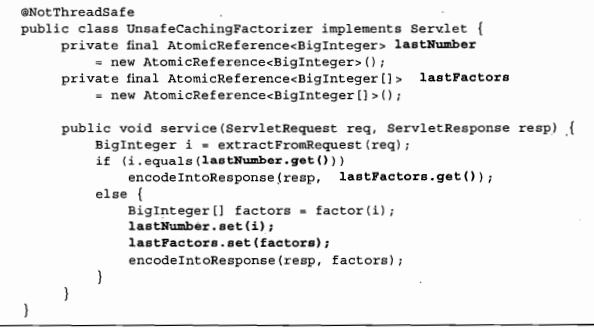 @NotThreadSafe
public class UnsafeCachingFactorizer implements Servlet {
private final AtomicReference<BigInteger> lastNumber
= new AtomicReference<BigInteger>();
private final AtomicReference<BigInteger[]> lastFactors
= new AtomicReference<BigInteger[]>();
public void service(ServletRequest req, ServletResponse resp) {
BigInteger i = extractFromRequest(req);
if (i.equals(lastNumber.get()))
encodeIntoResponse(resp, lastFactors.get());
else {
BigInteger[] factors = factor(i);
lastNumber.set(i);
lastFactors.set(factors);
encodeIntoResponse(resp, factors);
}
}
}